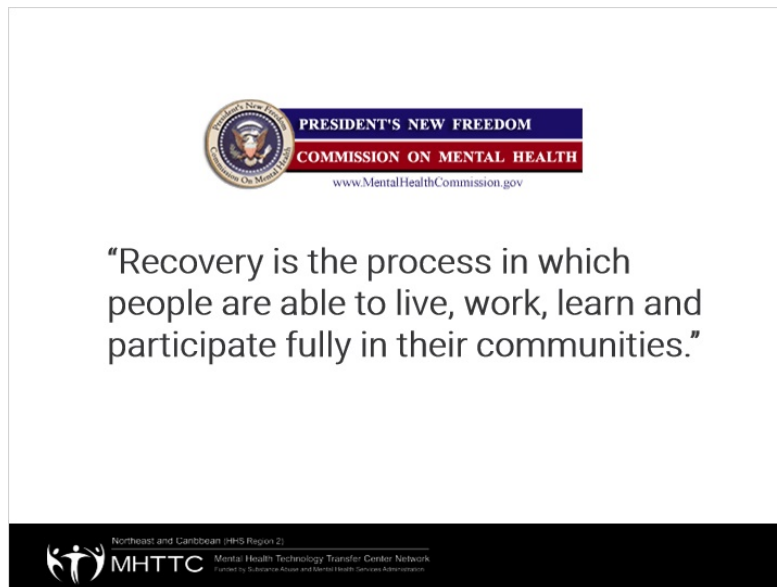 President's New Freedom
Commission On Mental Health
PRESIDENT'S NEW FREEDOM
COMMISSION ON MENTAL HEALTH
www.MentalHealthCommission.gov
“Recovery is the process in which
people are able to live, work, learn and
participate fully in their communities.”
Northeast and Caribbean (HHS Region 2)
MHTTC
Mental Health Technology Transfer Center Network
Funded by Substance Abuse and Mental Health Services Administration